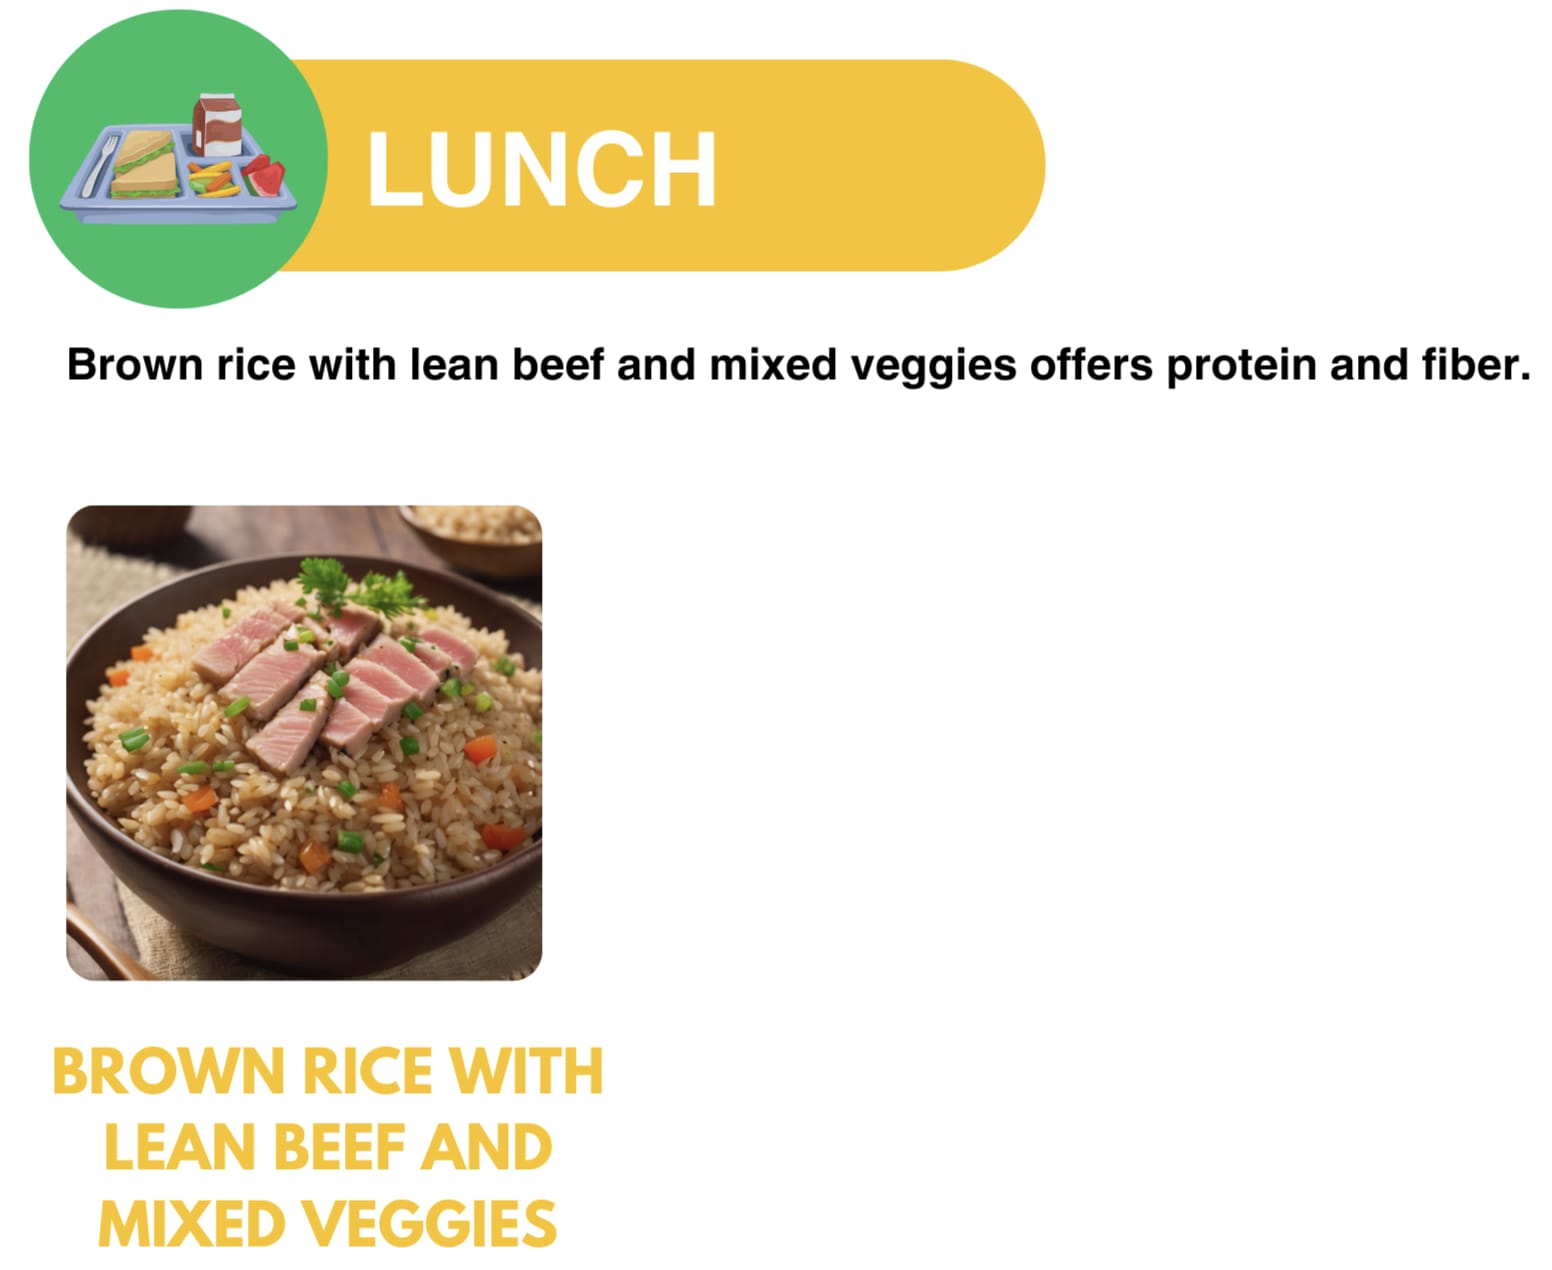 LUNCH
Brown rice with lean beef and mixed veggies offers protein and fiber.
BROWN RICE WITH
LEAN BEEF AND
MIXED VEGGIES